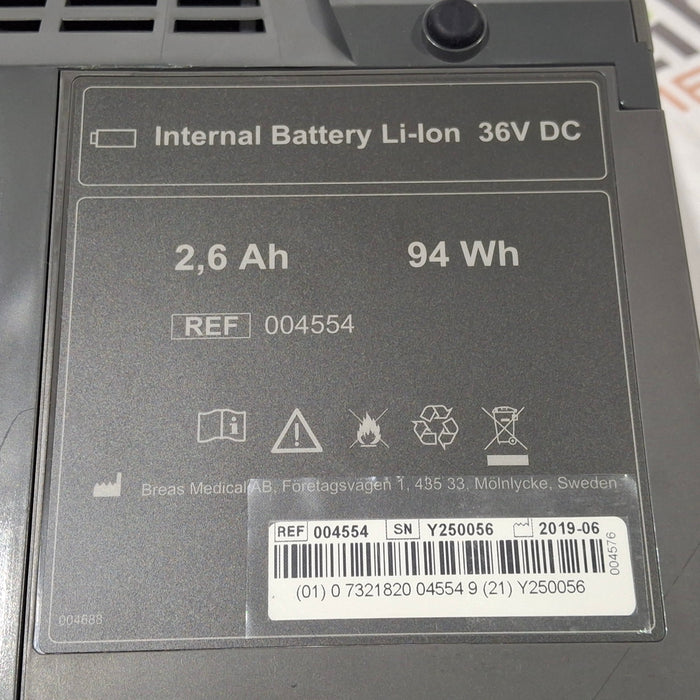 Internal Battery Li-Ion 36V DC
2,6 Ah 94 Wh
REF 004554
Breas Medical AB, Företagsvägen 1, 435 33, Mölnlycke, Sweden
REF 004554 SN Y250056 2019-06
(01) 0 7321820 04554 9 (21) Y250056
004576
004688